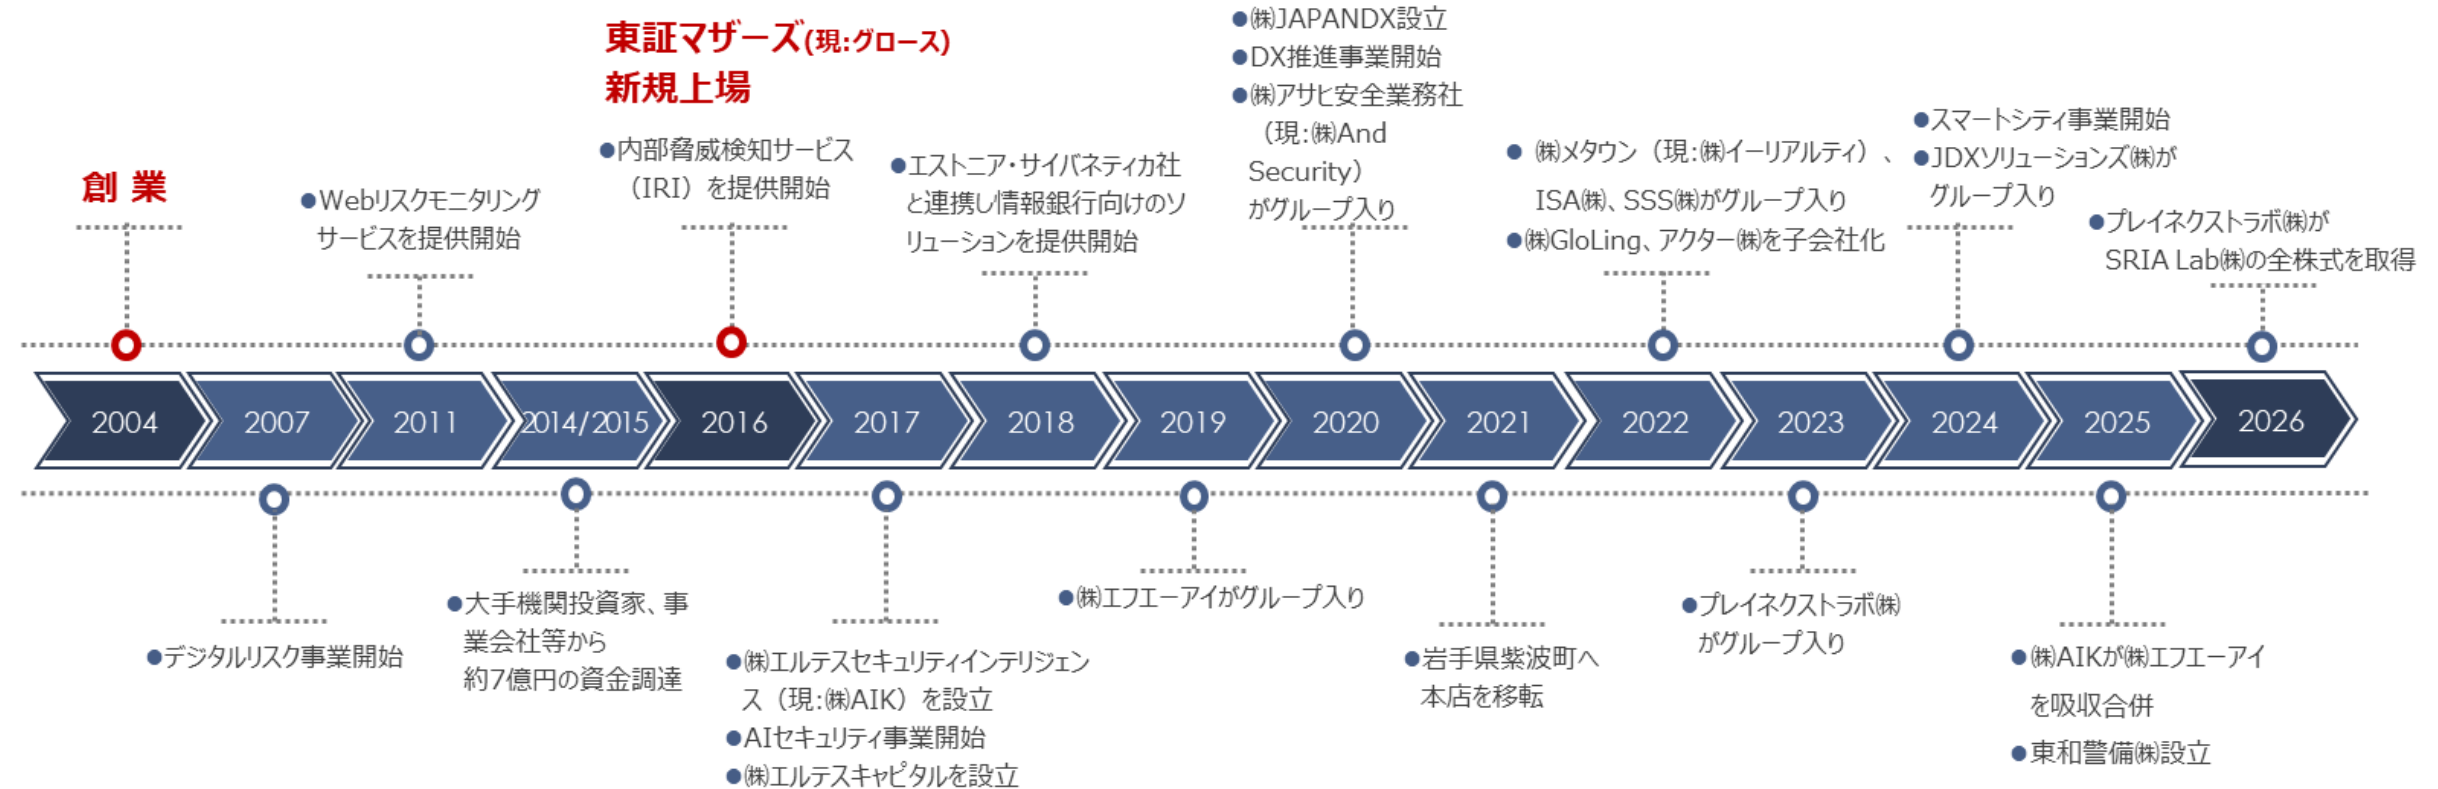 創業
●Webリスクモニタリング
サービスを提供開始
東証マザーズ(現:グロース)
新規上場
●内部脅威検知サービス
（IRI）を提供開始
●エストニア・サイバネティカ社
と連携し情報銀行向けのソ
リューションを提供開始
●㈱JAPANDX設立
●DX推進事業開始
●㈱アサヒ安全業務社
（現:㈱And
Security）
がグループ入り
●㈱メタウン（現:㈱イーリアルティ）、
ISA㈱、SSS㈱がグループ入り
●㈱GloLing、アクター㈱を子会社化
●スマートシティ事業開始
●JDXソリューションズ㈱が
グループ入り
●プレイネクストラボ㈱が
SRIA Lab㈱の全株式を取得
2004
2007
2011
2014/2015
2016
2017
2018
2019
2020
2021
2022
2023
2024
2025
2026
●デジタルリスク事業開始
●大手機関投資家、事
業会社等から
約7億円の資金調達
●㈱エルテスセキュリティインテリジェン
ス（現:㈱AIK）を設立
●AIセキュリティ事業開始
●㈱エルテスキャピタルを設立
●㈱エフエーアイがグループ入り
●岩手県紫波町へ
本店を移転
●プレイネクストラボ㈱
がグループ入り
●㈱AIKが㈱エフエーアイ
を吸収合併
●東和警備㈱設立